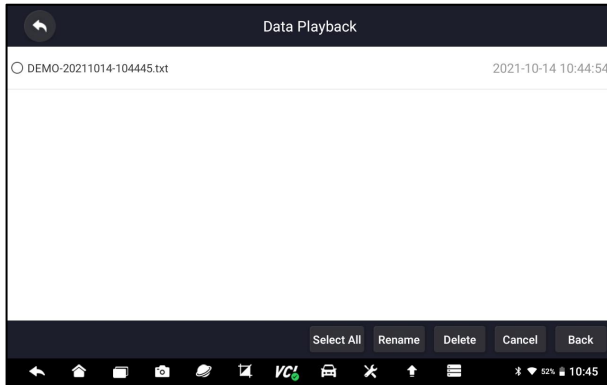 Data Playback
DEMO-20211014-104445.txt 2021-10-14 10:44:54
Select All Rename Delete Cancel Back
VCI 52% 10:45